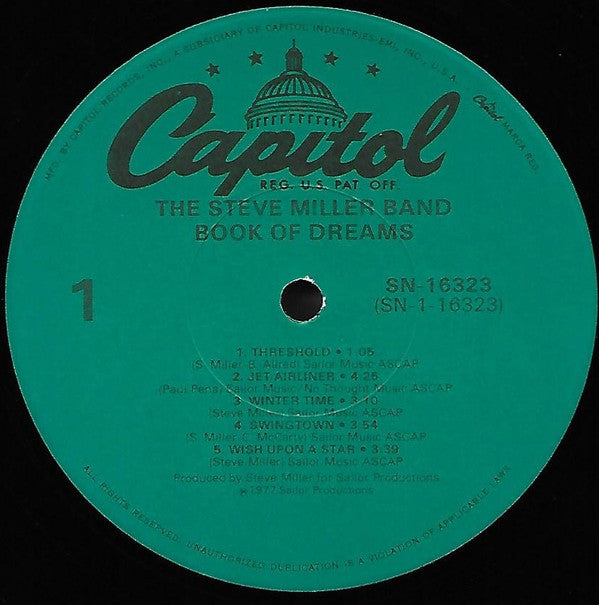 MFG. BY CAPITOL RECORDS, INC., A SUBSIDIARY OF CAPITOL INDUSTRIES-EMI, INC., U.S.A. • Capitol MARCA REG.
Capitol
REG. U.S. PAT. OFF.
THE STEVE MILLER BAND
BOOK OF DREAMS
1
SN-16323
(SN-1-16323)
1 THRESHOLD • 1:05
(S. Miller-B. Allred) Sailor Music ASCAP
2 JET AIRLINER • 4:25
(Paul Pena) Sailor Music/No Thought Music ASCAP
3 WINTER TIME • 3:10
(Steve Miller) Sailor Music ASCAP
4 SWINGTOWN • 3:54
(S. Miller C. McCarty) Sailor Music ASCAP
5 WISH UPON A STAR • 3:39
(Steve Miller) Sailor Music ASCAP
Produced by Steve Miller for Sailor Productions
℗1977 Sailor Productions
ALL RIGHTS RESERVED. UNAUTHORIZED DUPLICATION IS A VIOLATION OF APPLICABLE LAWS